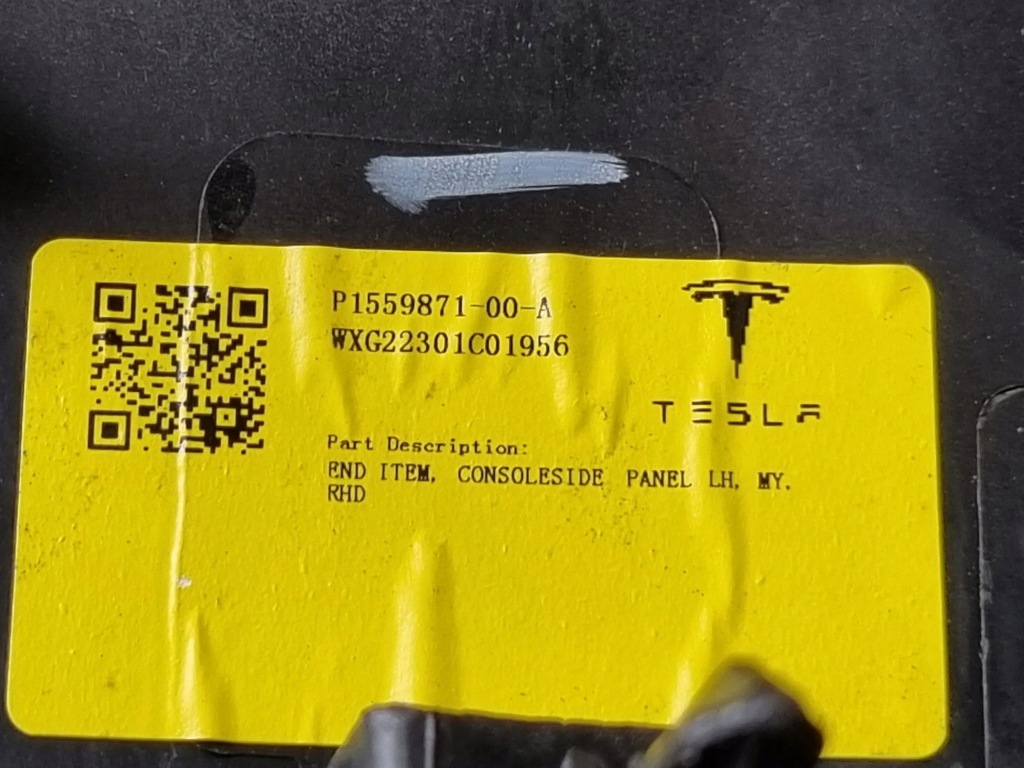 P1559871-00-A
WXG22301C01956
TESLA
Part Description:
END ITEM, CONSOLESIDE PANEL LH, MY,
RHD